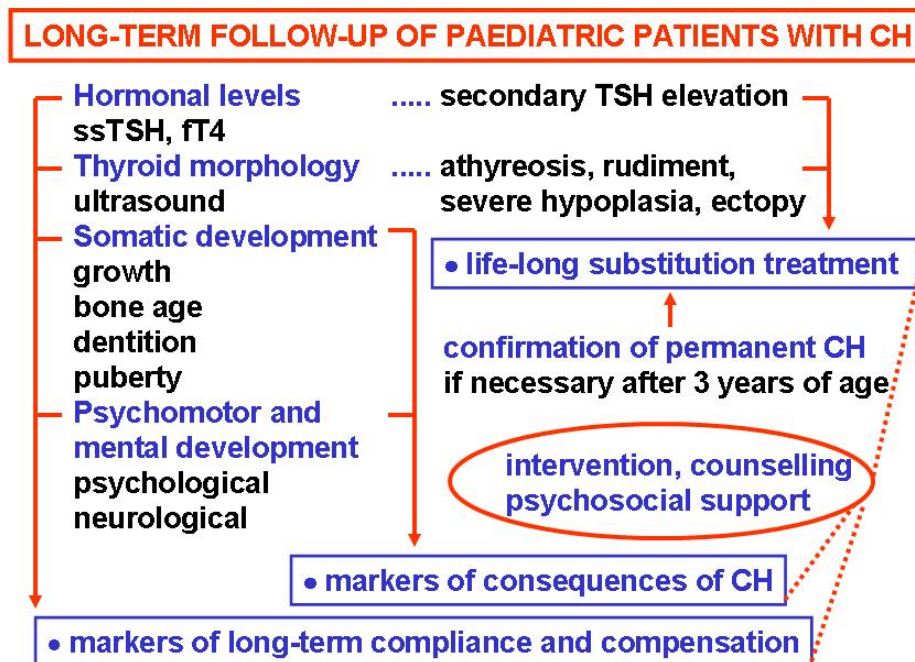 LONG-TERM FOLLOW-UP OF PAEDIATRIC PATIENTS WITH CH
Hormonal levels ..... secondary TSH elevation
ssTSH, fT4
Thyroid morphology ..... athyreosis, rudiment,
ultrasound severe hypoplasia, ectopy
Somatic development
growth
bone age
dentition
puberty
• life-long substitution treatment
confirmation of permanent CH
if necessary after 3 years of age
Psychomotor and
mental development
psychological
neurological
intervention, counselling
psychosocial support
• markers of consequences of CH
• markers of long-term compliance and compensation